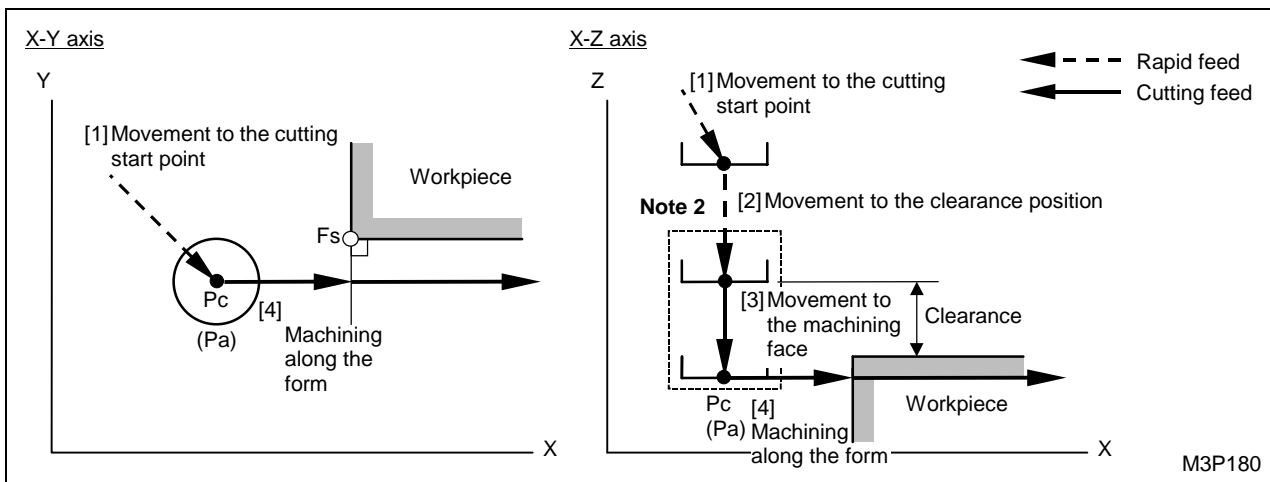 X-Y axis
Y
[1] Movement to the cutting
start point
Workpiece
Fs
Pc
(Pa)
[4]
Machining
along the
form
X
X-Z axis
Z
[1] Movement to the cutting
start point
Rapid feed
Cutting feed
Note 2
[2] Movement to the clearance position
[3] Movement to
the machining
face
Clearance
Pc
(Pa)
[4]
Machining
along the form
Workpiece
X
M3P180